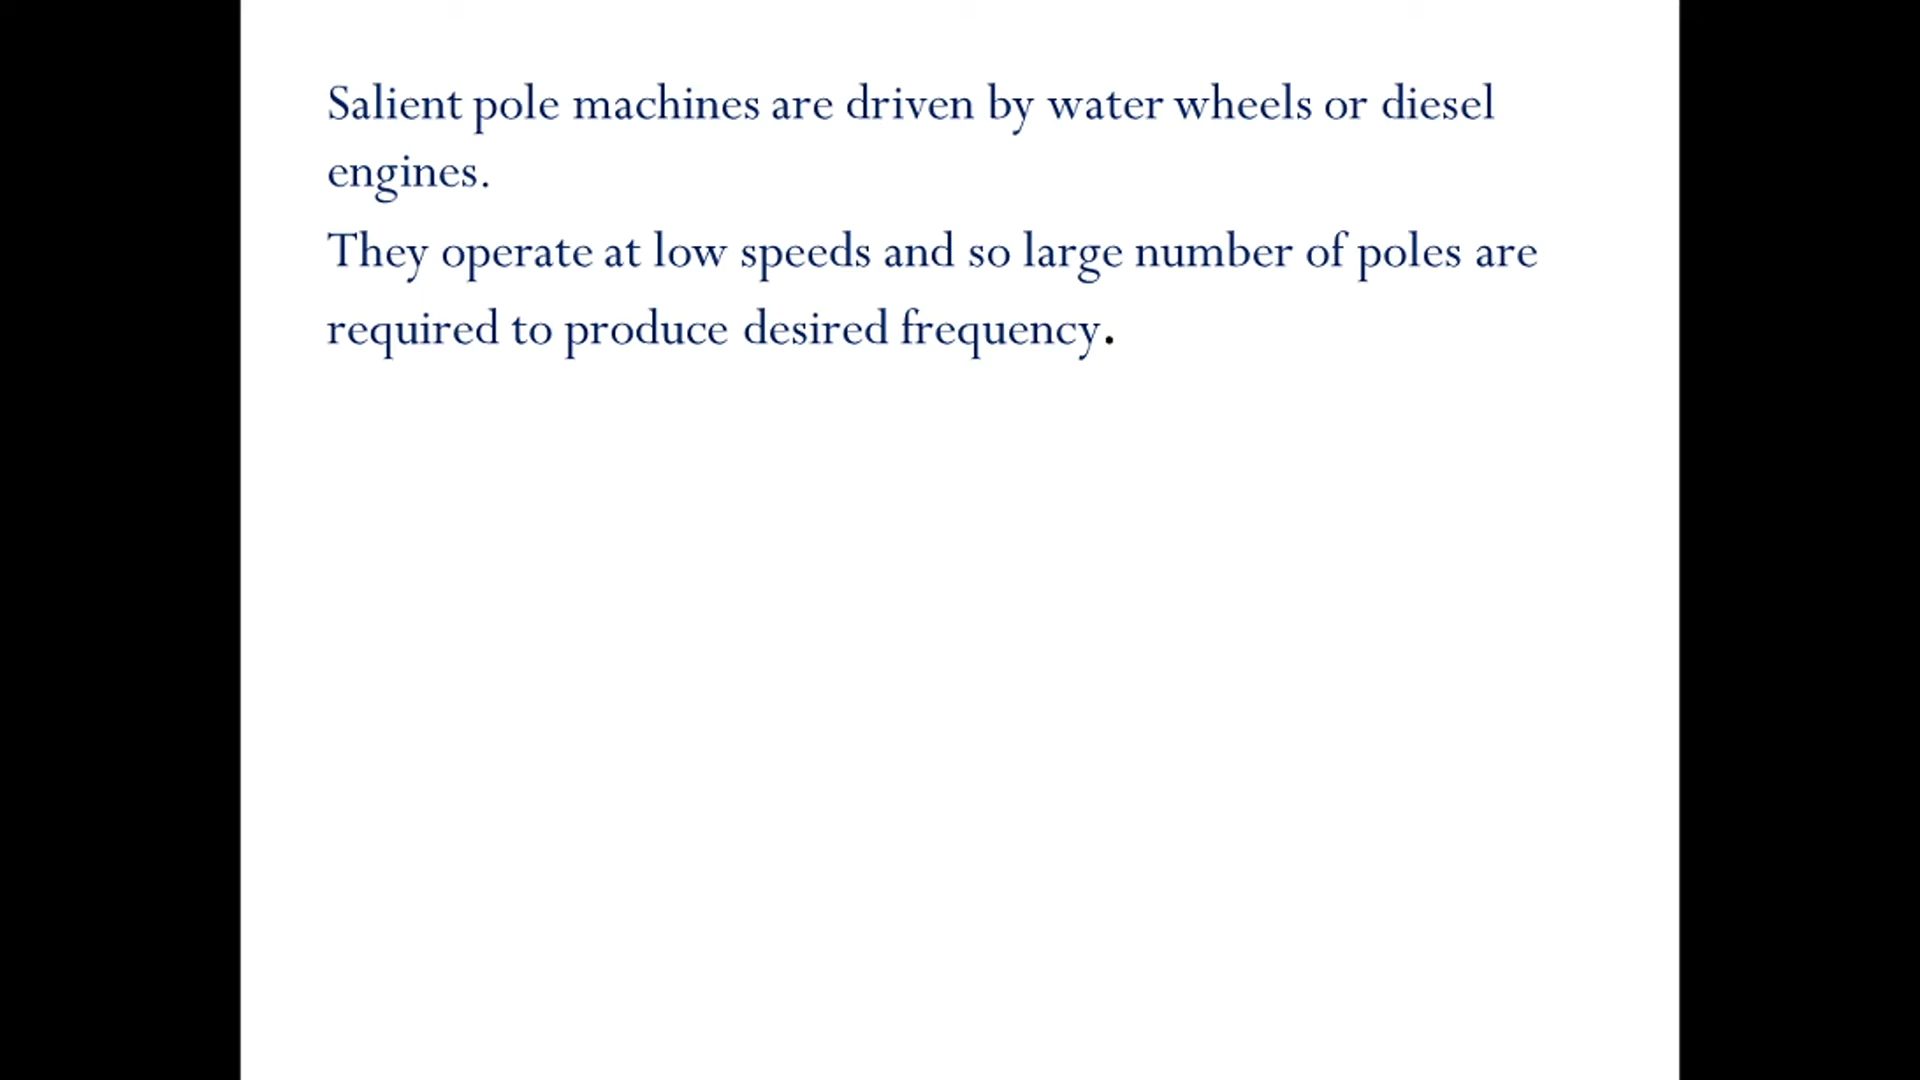 Salient pole machines are driven by water wheels or diesel
engines.
They operate at low speeds and so large number of poles are
required to produce desired frequency.